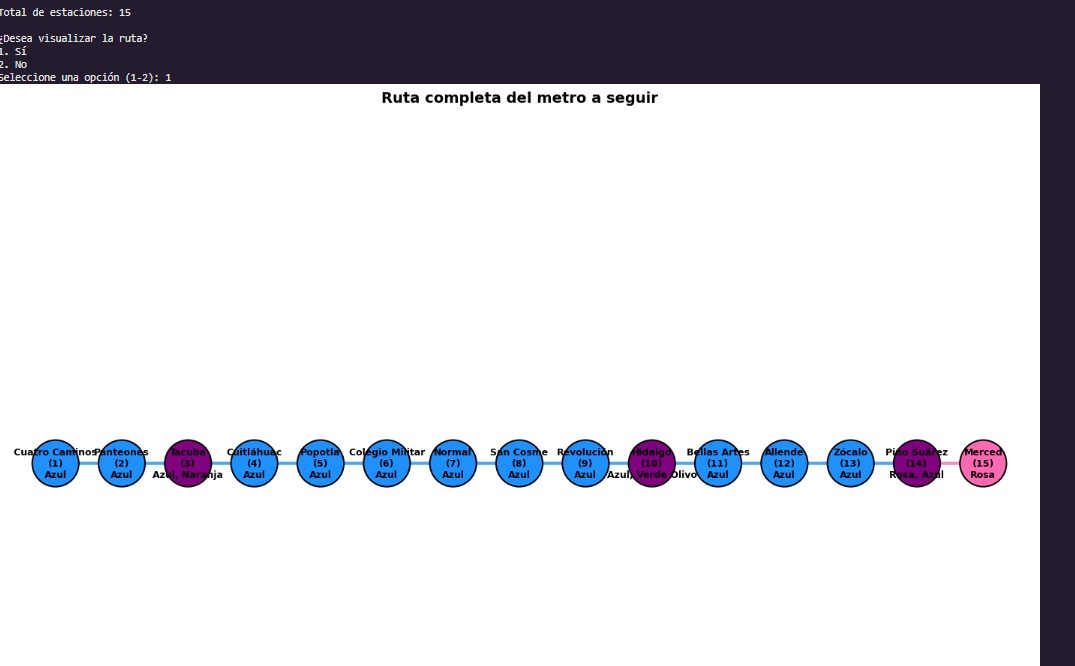 Total de estaciones: 15
¿Desea visualizar la ruta?
1. Sí
2. No
Seleccione una opción (1-2): 1
Ruta completa del metro a seguir
Cuatro Caminos
(1)
Azul
Panteones
(2)
Azul
Tacuba
(3)
Azul, Naranja
Cuitláhuac
(4)
Azul
Popotla
(5)
Azul
Colegio Militar
(6)
Azul
Normal
(7)
Azul
San Cosme
(8)
Azul
Revolución
(9)
Azul
Hidalgo
(10)
Azul, Verde Olivo
Bellas Artes
(11)
Azul
Allende
(12)
Azul
Zócalo
(13)
Azul
Pino Suárez
(14)
Rosa, Azul
Merced
(15)
Rosa